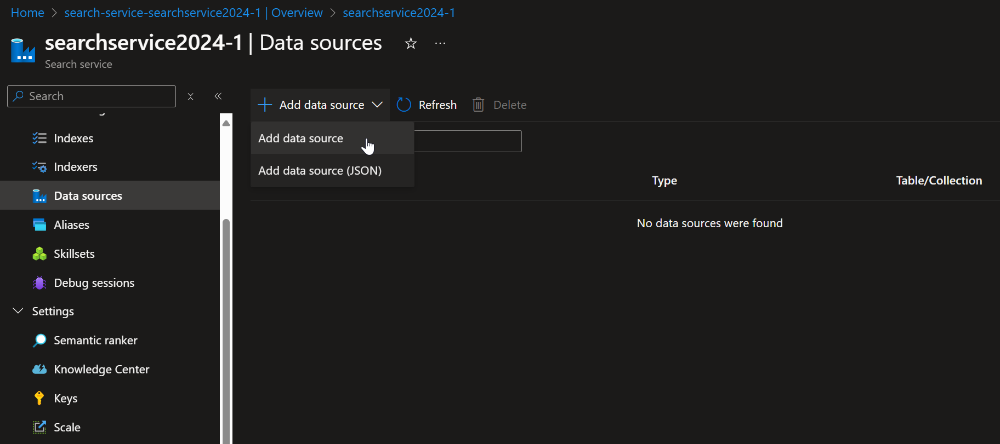 Home > search-service-searchservice2024-1 | Overview > searchservice2024-1
searchservice2024-1 | Data sources
Search service
Search
Add data source
Refresh
Delete
Add data source
Add data source (JSON)
Indexes
Indexers
Data sources
Aliases
Skillsets
Debug sessions
Settings
Semantic ranker
Knowledge Center
Keys
Scale
Type
Table/Collection
No data sources were found